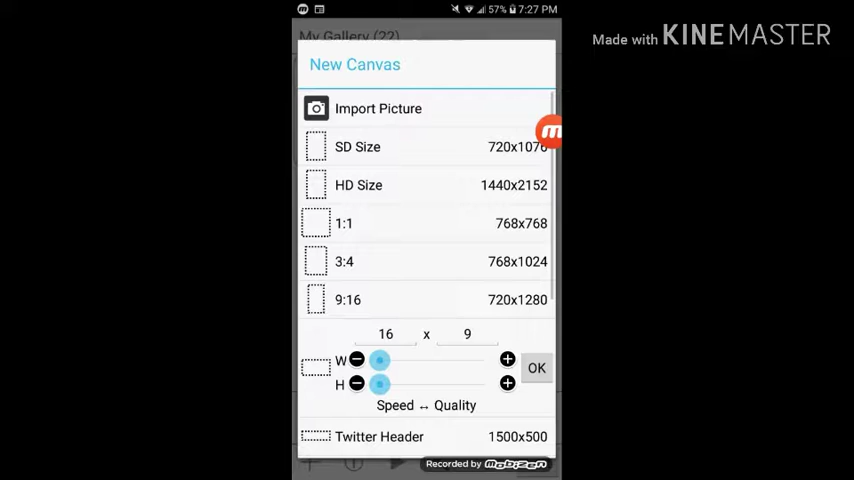 57% 7:27 PM
My Gallery (22)
Made with KINEMASTER
New Canvas
Import Picture
SD Size 720x1076
HD Size 1440x2152
1:1 768x768
3:4 768x1024
9:16 720x1280
16 x 9
W
OK
H
Speed ↔ Quality
Twitter Header 1500x500
Recorded by mobizen